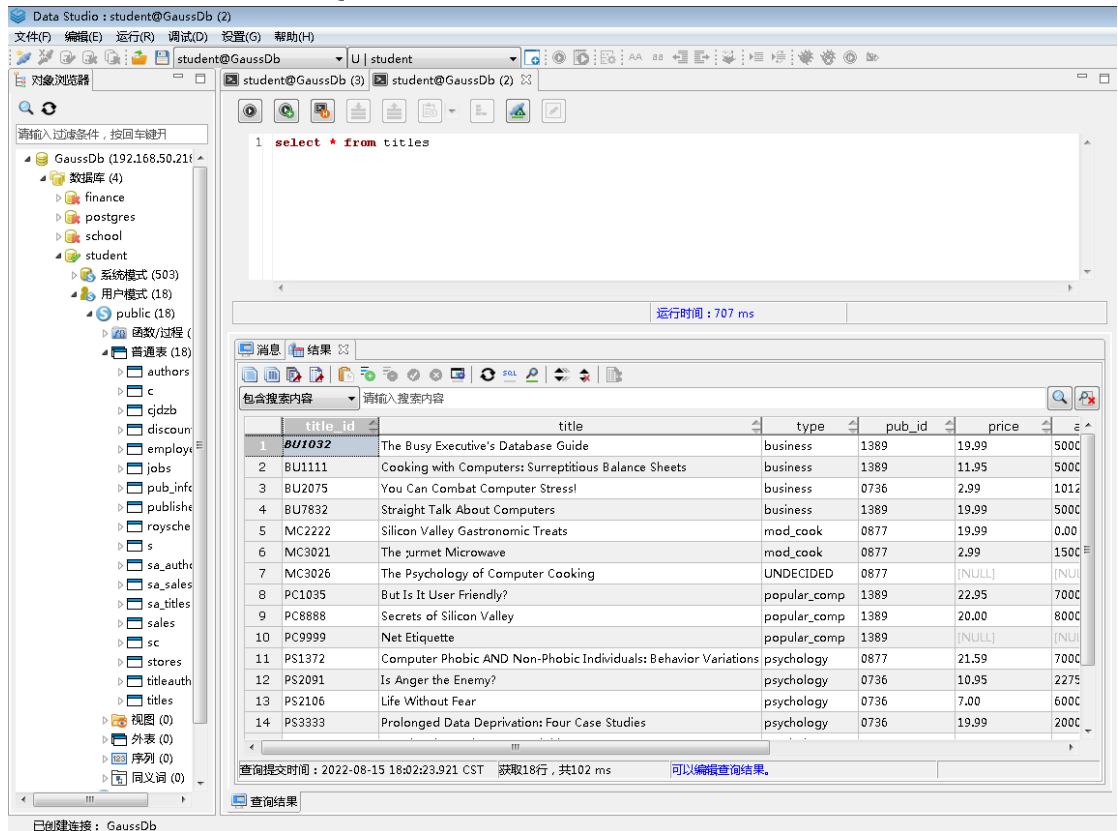 Data Studio : student@GaussDb (2)
文件(F) 编辑(E) 运行(R) 调试(D) 设置(G) 帮助(H)
student@GaussDb U | student
对象浏览器
student@GaussDb (3) student@GaussDb (2)
请输入过滤条件，按回车键开
1 select * from titles
GaussDb (192.168.50.218
数据库 (4)
finance
postgres
school
student
系统模式 (503)
用户模式 (18)
public (18)
函数/过程 (
普通表 (18)
authors
c
cjdzb
discoun
employe
jobs
pub_info
publishe
roysche
s
sa_autho
sa_sales
sa_titles
sales
sc
stores
titleauth
titles
视图 (0)
外表 (0)
序列 (0)
同义词 (0)
运行时间：707 ms
消息 结果
包含搜索内容 请输入搜索内容
title_id title type pub_id price a
1 BU1032 The Busy Executive's Database Guide business 1389 19.99 5000
2 BU1111 Cooking with Computers: Surreptitious Balance Sheets business 1389 11.95 5000
3 BU2075 You Can Combat Computer Stress! business 0736 2.99 1012
4 BU7832 Straight Talk About Computers business 1389 19.99 5000
5 MC2222 Silicon Valley Gastronomic Treats mod_cook 0877 19.99 0.00
6 MC3021 The ;urmet Microwave mod_cook 0877 2.99 1500
7 MC3026 The Psychology of Computer Cooking UNDECIDED 0877 [NULL] [NUL
8 PC1035 But Is It User Friendly? popular_comp 1389 22.95 7000
9 PC8888 Secrets of Silicon Valley popular_comp 1389 20.00 8000
10 PC9999 Net Etiquette popular_comp 1389 [NULL] [NUL
11 PS1372 Computer Phobic AND Non-Phobic Individuals: Behavior Variations psychology 0877 21.59 7000
12 PS2091 Is Anger the Enemy? psychology 0736 10.95 2275
13 PS2106 Life Without Fear psychology 0736 7.00 6000
14 PS3333 Prolonged Data Deprivation: Four Case Studies psychology 0736 19.99 2000
查询提交时间：2022-08-15 18:02:23.921 CST 获取18行，共102 ms 可以编辑查询结果。
查询结果
已创建连接： GaussDb